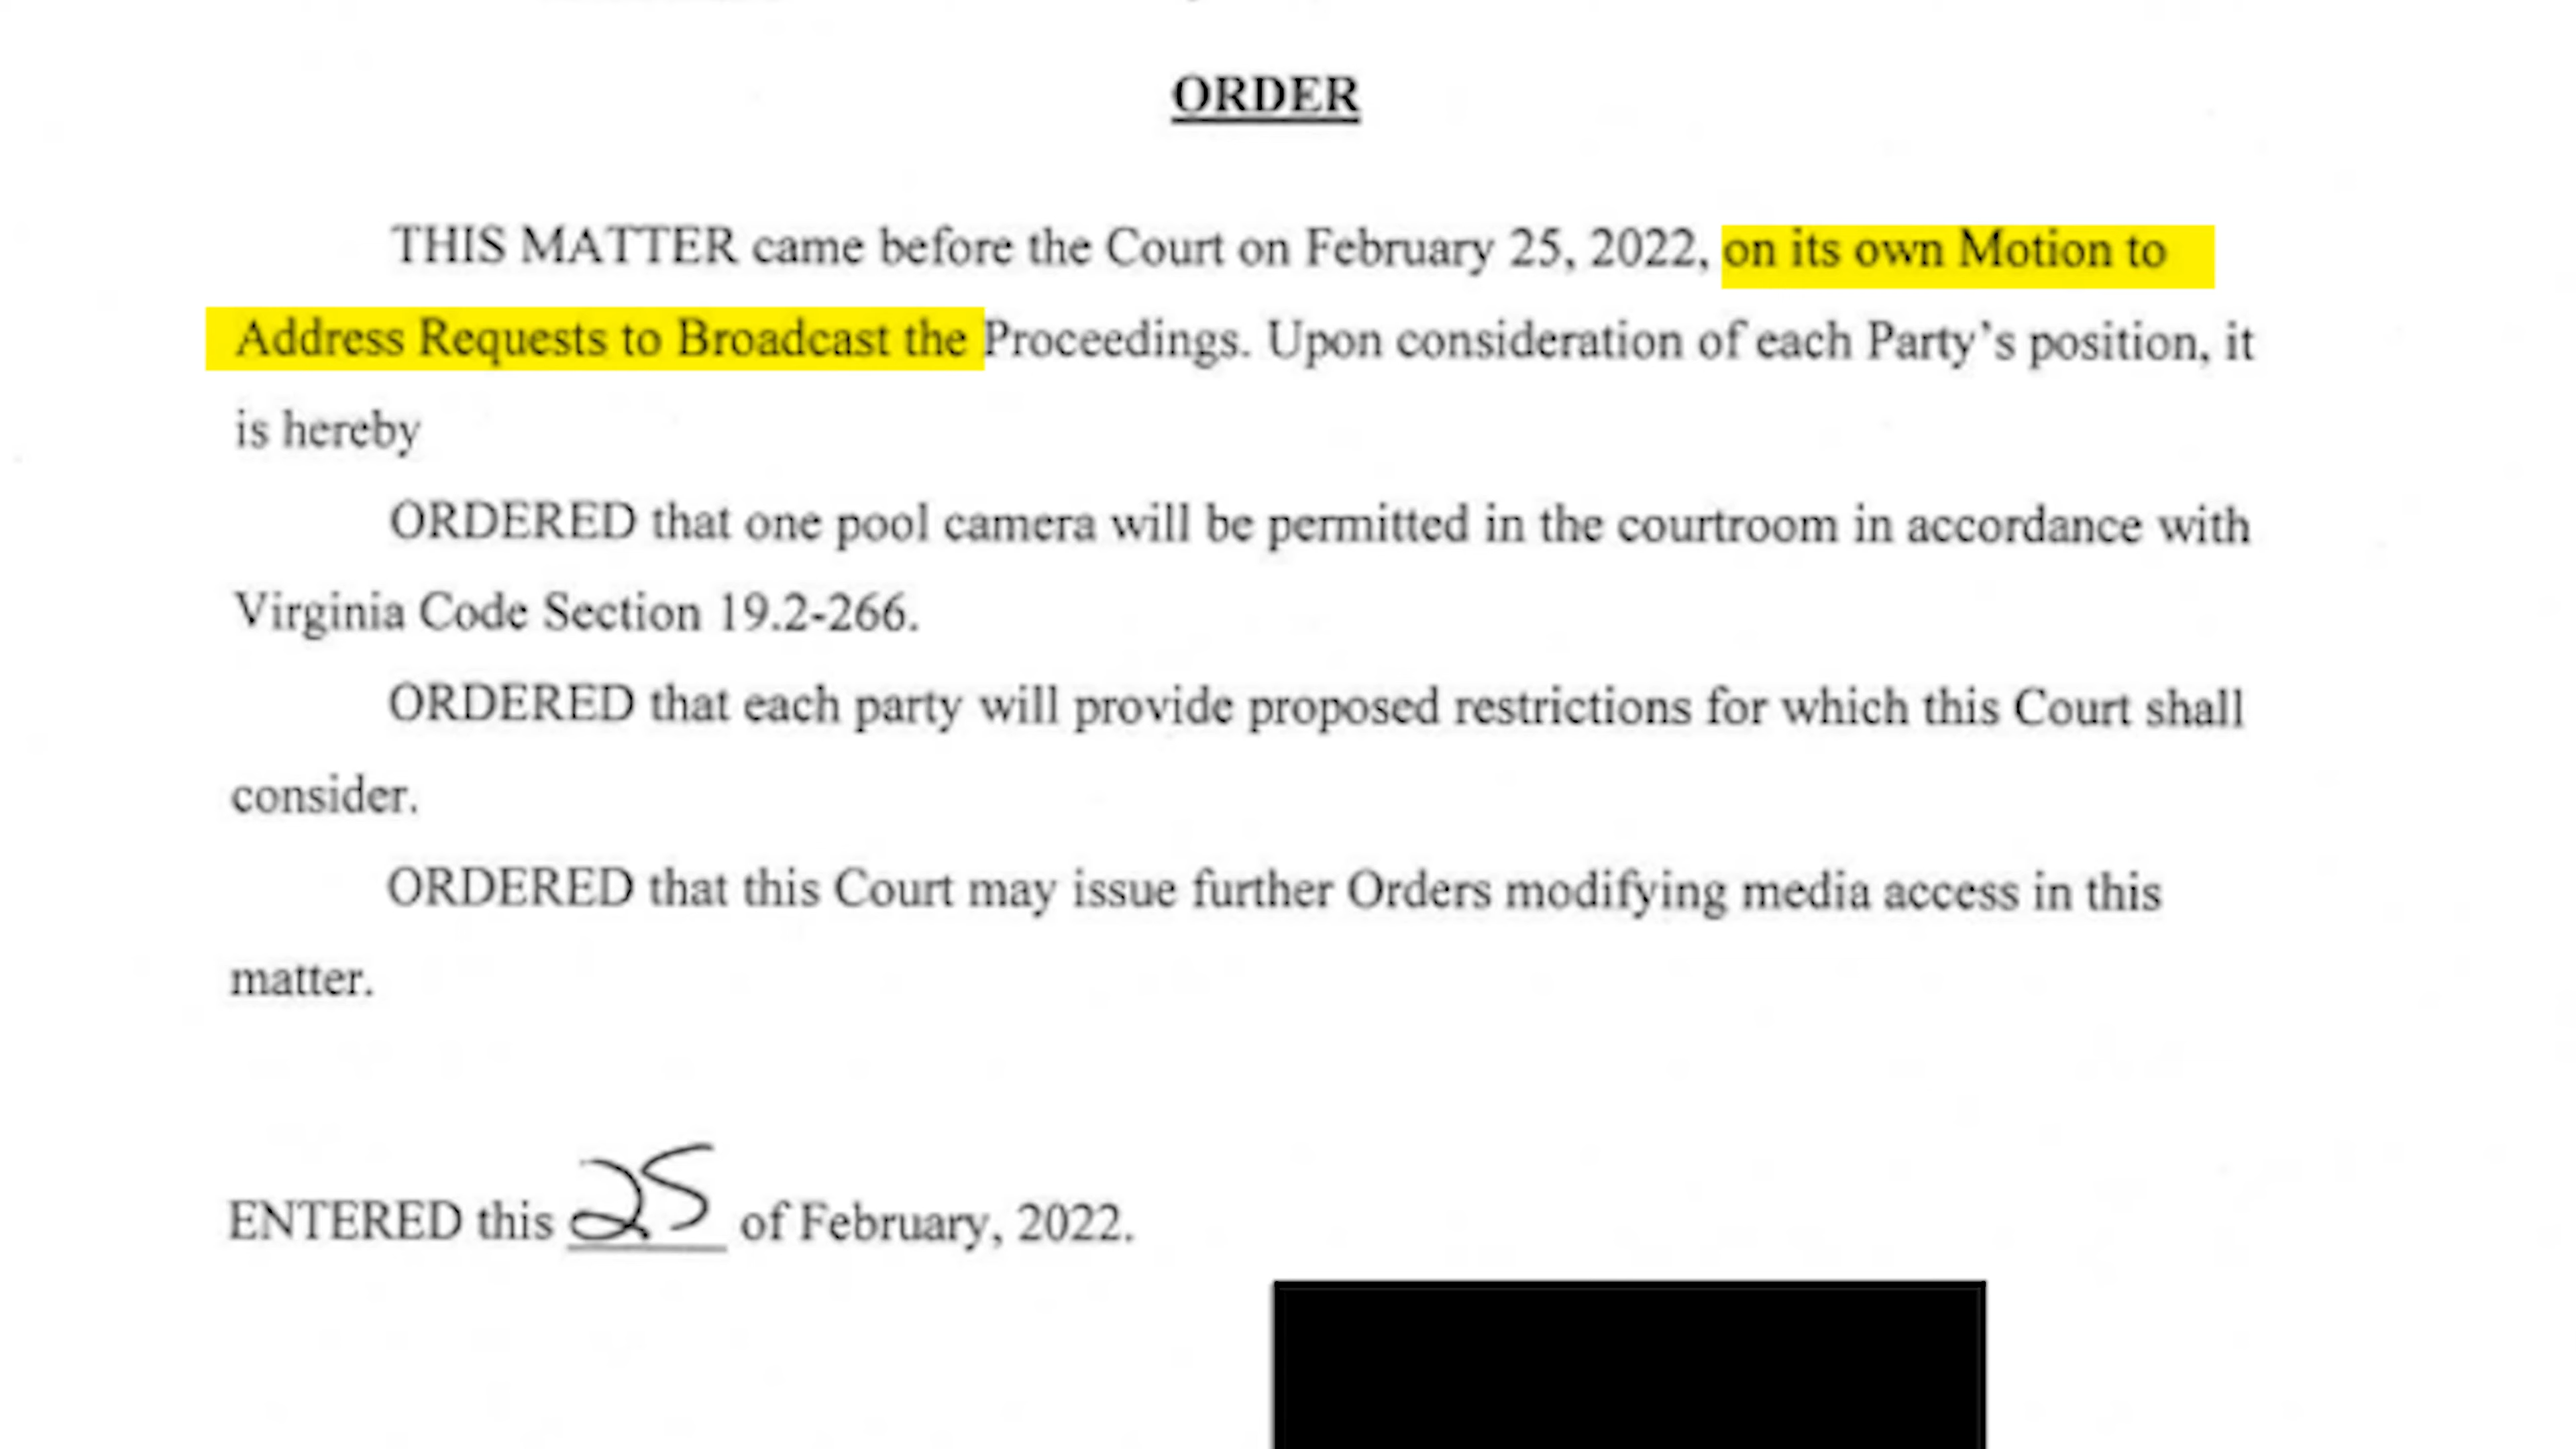 ORDER
THIS MATTER came before the Court on February 25, 2022, on its own Motion to
Address Requests to Broadcast the Proceedings. Upon consideration of each Party's position, it
is hereby
ORDERED that one pool camera will be permitted in the courtroom in accordance with
Virginia Code Section 19.2-266.
ORDERED that each party will provide proposed restrictions for which this Court shall
consider.
ORDERED that this Court may issue further Orders modifying media access in this
matter.
ENTERED this 25 of February, 2022.